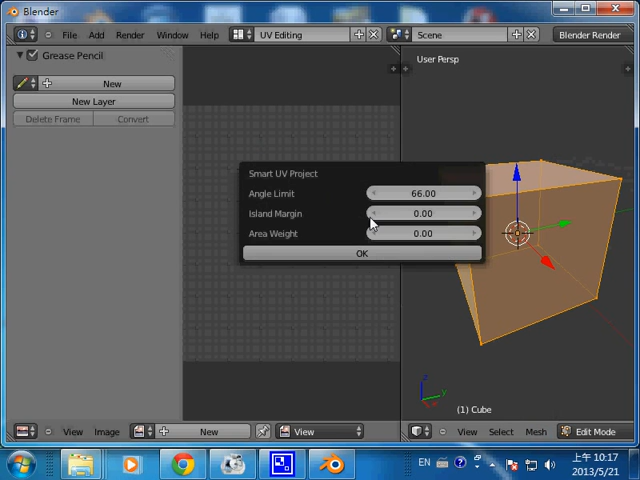 Blender
File Add Render Window Help
UV Editing
Scene
Blender Render
Grease Pencil
New
New Layer
Delete Frame Convert
User Persp
Smart UV Project
Angle Limit 66.00
Island Margin 0.00
Area Weight 0.00
OK
z
y
(1) Cube
View Image
New
View
View Select Mesh
Edit Mode
EN
上午 10:17
2013/5/21